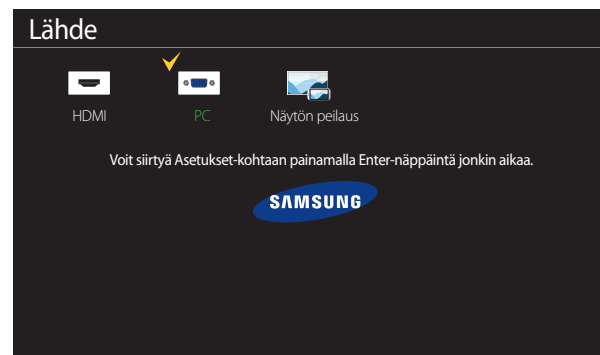 Lähde
HDMI
PC
Näytön peilaus
Voit siirtyä Asetukset-kohtaan painamalla Enter-näppäintä jonkin aikaa.
SAMSUNG